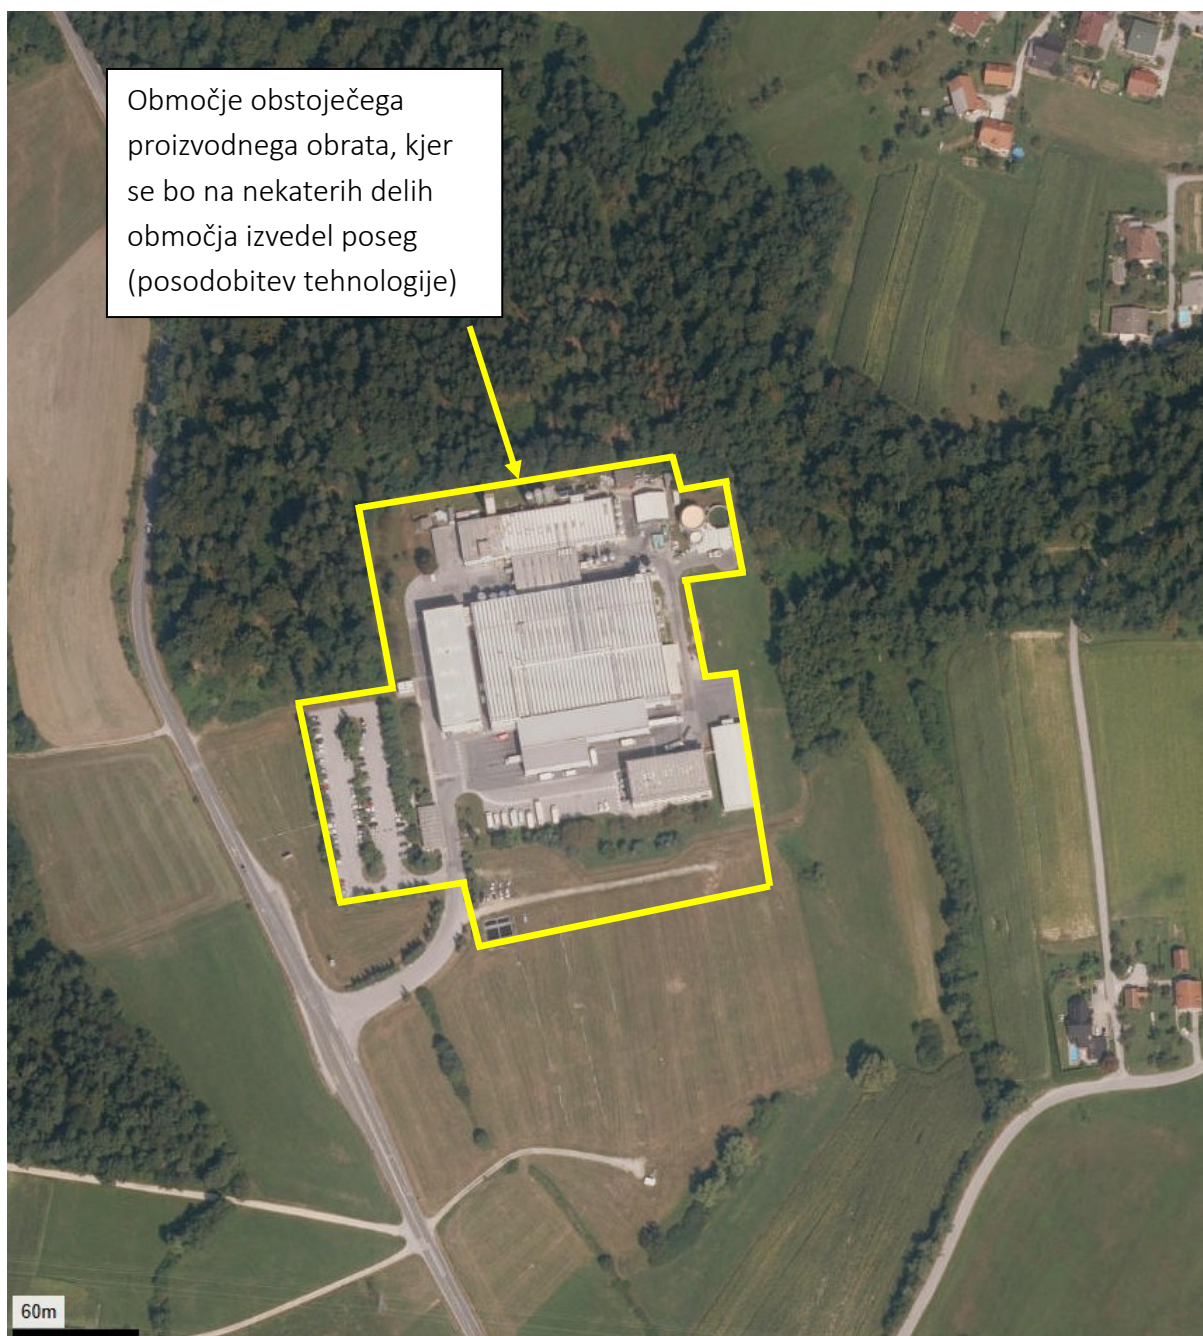 Območje obstoječega
proizvodnega obrata, kjer
se bo na nekaterih delih
območja izvedel poseg
(posodobitev tehnologije)
60m